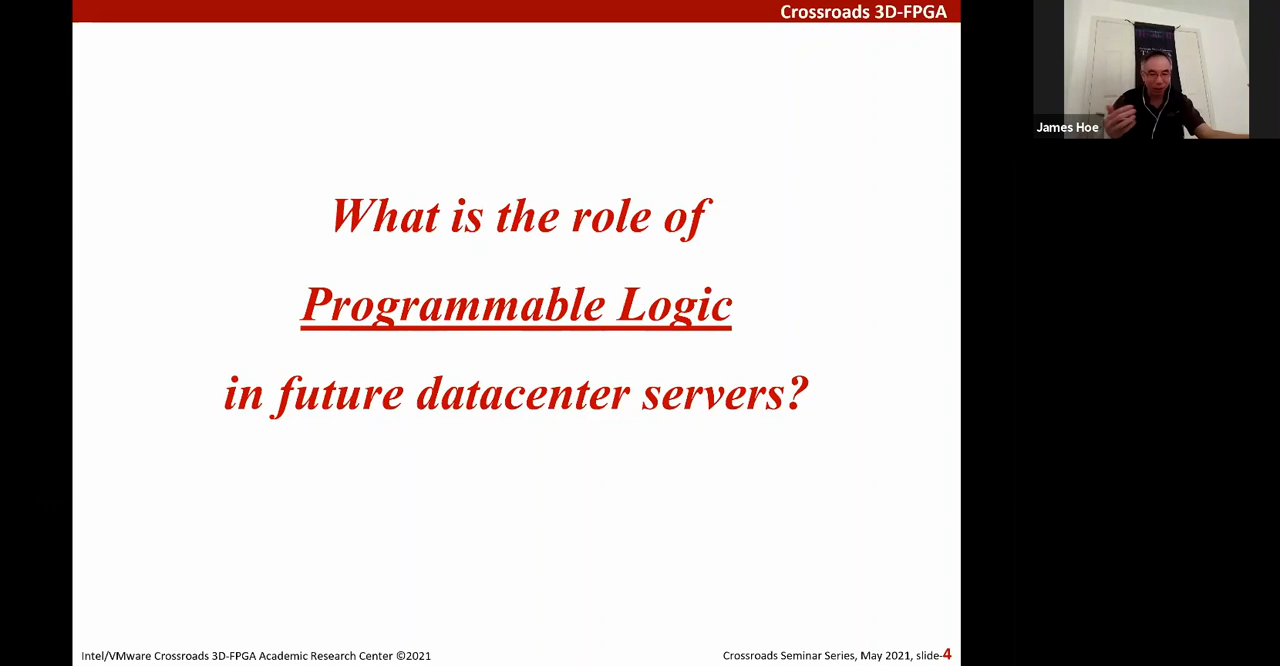 Crossroads 3D-FPGA
James Hoe
What is the role of
Programmable Logic
in future datacenter servers?
Intel/VMware Crossroads 3D-FPGA Academic Research Center ©2021
Crossroads Seminar Series, May 2021, slide-4